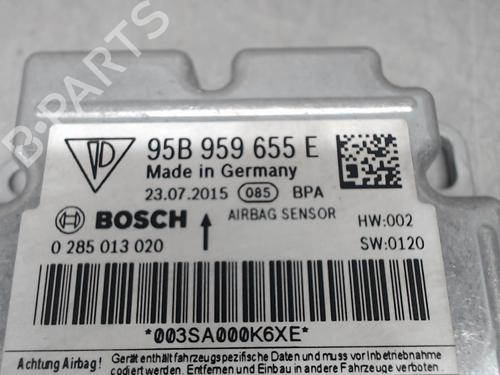 B-PARTS
95B 959 655 E
Made in Germany
23.07.2015 085 BPA
BOSCH AIRBAG SENSOR HW:002
0 285 013 020 SW:0120
*003SA000K6XE*
Achtung Airbag! Gerät enthält fahrzeugspezifische Daten und muss vor Inbetriebnahme
codiert werden. Entfernen und Einbau in andere Fahrzeuge verboten.